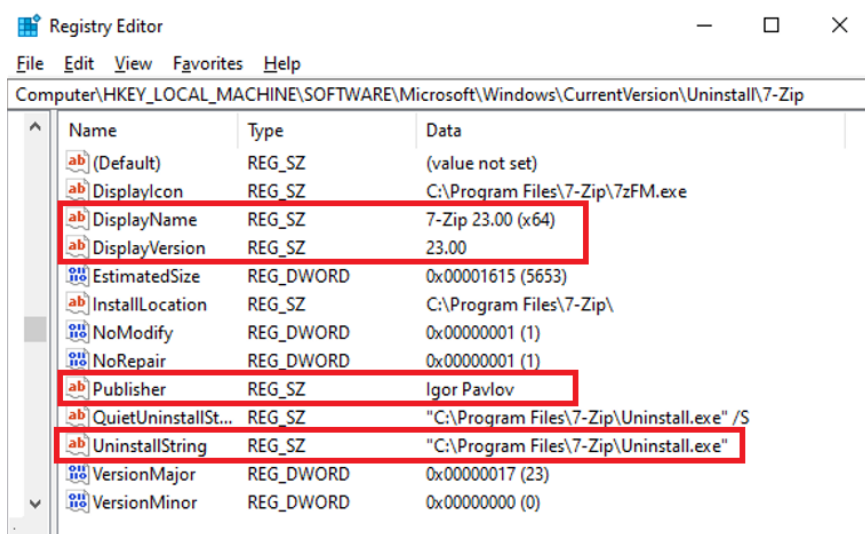 Registry Editor
File Edit View Favorites Help
Computer\HKEY_LOCAL_MACHINE\SOFTWARE\Microsoft\Windows\CurrentVersion\Uninstall\7-Zip
Name Type Data
(Default) REG_SZ (value not set)
DisplayIcon REG_SZ C:\Program Files\7-Zip\7zFM.exe
DisplayName REG_SZ 7-Zip 23.00 (x64)
DisplayVersion REG_SZ 23.00
EstimatedSize REG_DWORD 0x00001615 (5653)
InstallLocation REG_SZ C:\Program Files\7-Zip\
NoModify REG_DWORD 0x00000001 (1)
NoRepair REG_DWORD 0x00000001 (1)
Publisher REG_SZ Igor Pavlov
QuietUninstallSt... REG_SZ "C:\Program Files\7-Zip\Uninstall.exe" /S
UninstallString REG_SZ "C:\Program Files\7-Zip\Uninstall.exe"
VersionMajor REG_DWORD 0x00000017 (23)
VersionMinor REG_DWORD 0x00000000 (0)